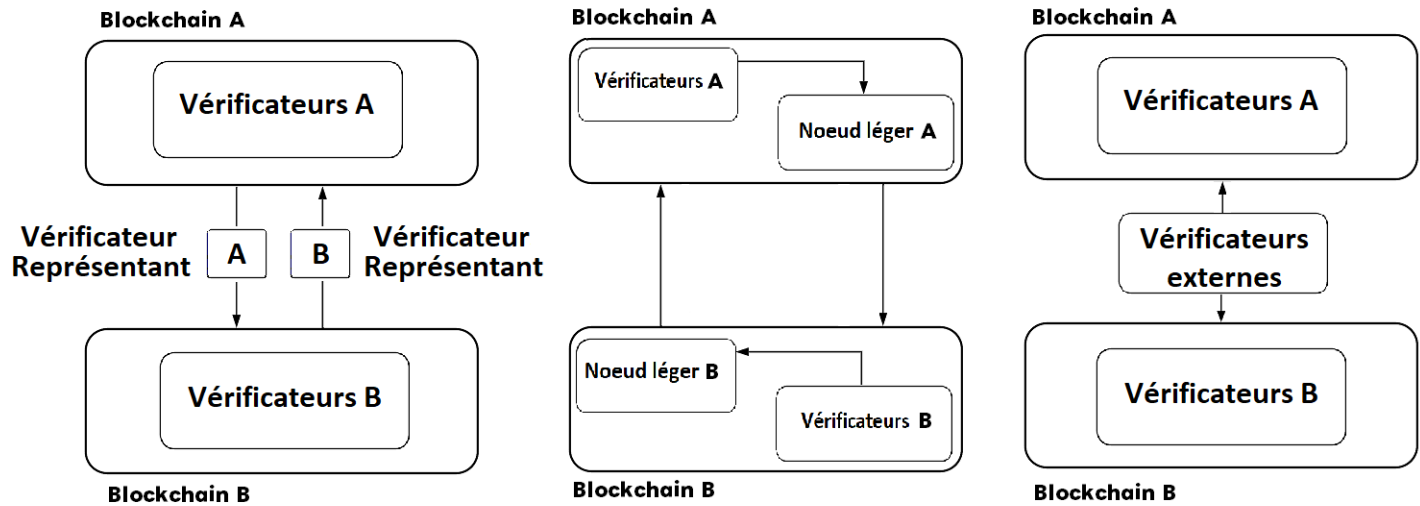 Blockchain A
Vérificateurs A
Vérificateur
Représentant
A
B
Vérificateur
Représentant
Vérificateurs B
Blockchain B
Blockchain A
Vérificateurs A
Noeud léger A
Noeud léger B
Vérificateurs B
Blockchain B
Blockchain A
Vérificateurs A
Vérificateurs
externes
Vérificateurs B
Blockchain B